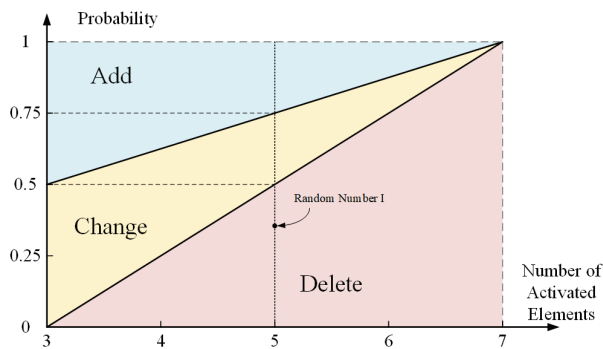 Probability
1
Add
0.75
0.5
Random Number I
Change
0.25
Delete
Number of
Activated
Elements
0
3
4
5
6
7